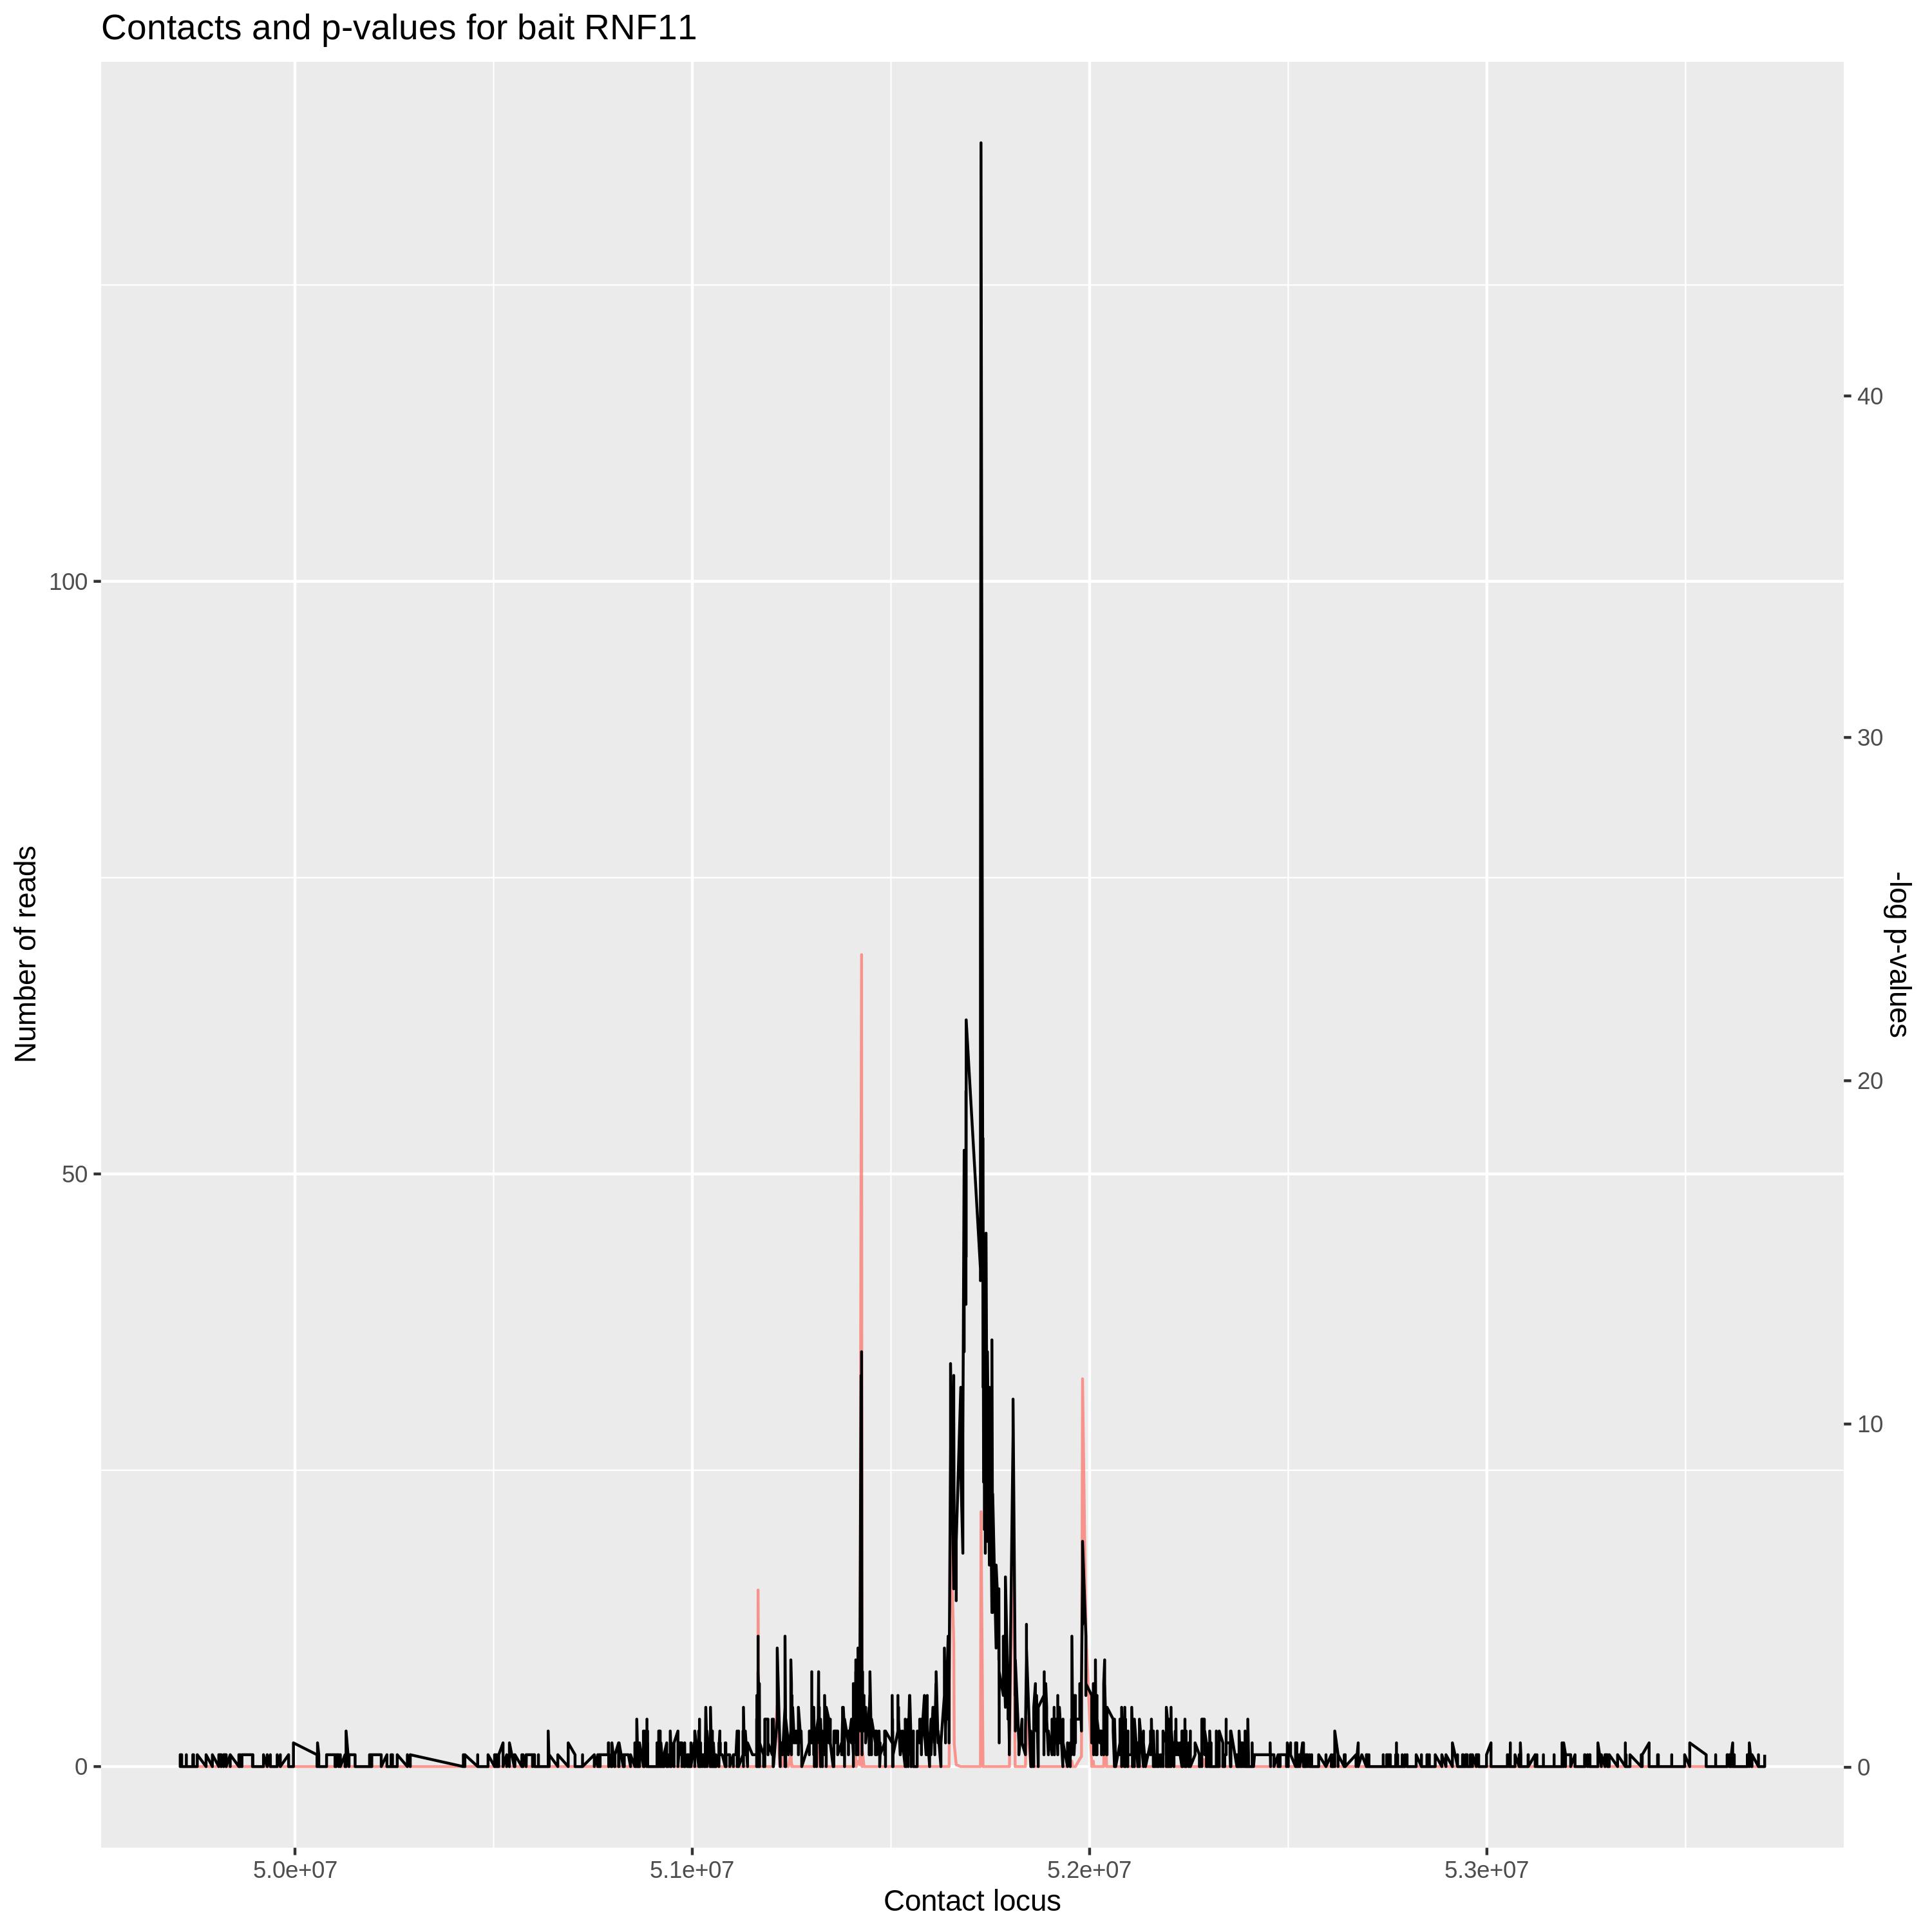 Contacts and p-values for bait RNF11
Number of reads
100
50
0
40
30
20
10
0
-log p-values
5.0e+07
5.1e+07
5.2e+07
5.3e+07
Contact locus